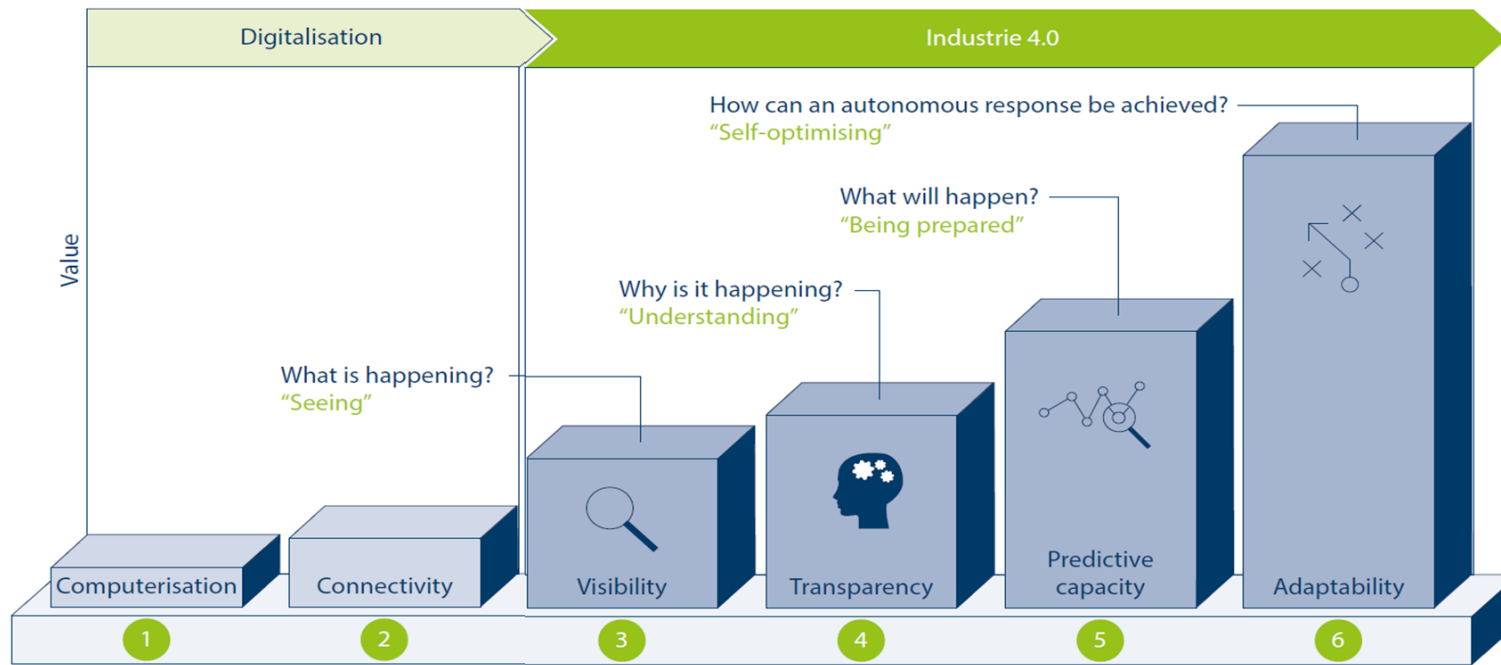 Digitalisation
Industrie 4.0
Value
How can an autonomous response be achieved?
“Self-optimising”
What will happen?
“Being prepared”
Why is it happening?
“Understanding”
What is happening?
“Seeing”
Computerisation
Connectivity
Visibility
Transparency
Predictive
capacity
Adaptability
1
2
3
4
5
6